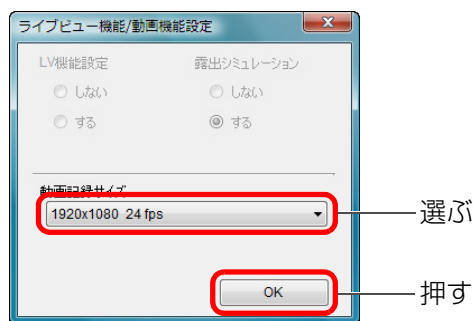 ライブビュー機能/動画機能設定
LV機能設定 露出シミュレーション
しない しない
する する
動画記録サイズ
1920x1080 24 fps
選ぶ
OK
押す